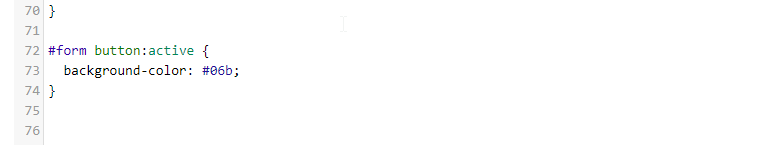 70 }
71
72 #form button:active {
73   background-color: #06b;
74 }
75
76